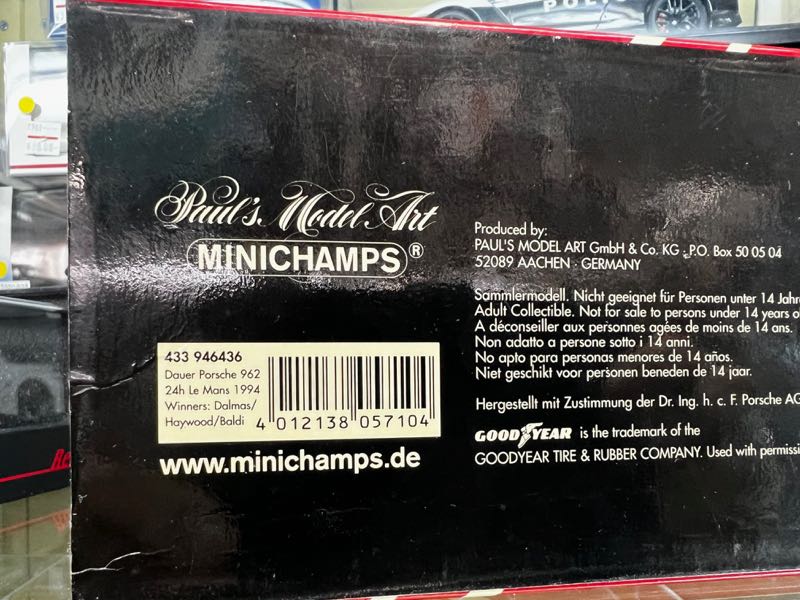 POLI
Paul's Model Art
MINICHAMPS®
433 946436
Dauer Porsche 962
24h Le Mans 1994
Winners: Dalmas/
Haywood/Baldi
4 012138 057104
www.minichamps.de
Produced by:
PAUL'S MODEL ART GmbH & Co. KG . P.O. Box 50 05 04
52089 AACHEN · GERMANY
Sammlermodell. Nicht geeignet für Personen unter 14 Jahre
Adult Collectible. Not for sale to persons under 14 years o
A déconseiller aux personnes agées de moins de 14 ans.
Non adatto a persone sotto i 14 anni.
No apto para personas menores de 14 años.
Niet geschikt voor personen beneden de 14 jaar.
Hergestellt mit Zustimmung der Dr. Ing. h. c. F. Porsche AG
GOODYEAR is the trademark of the
GOODYEAR TIRE & RUBBER COMPANY. Used with permissi